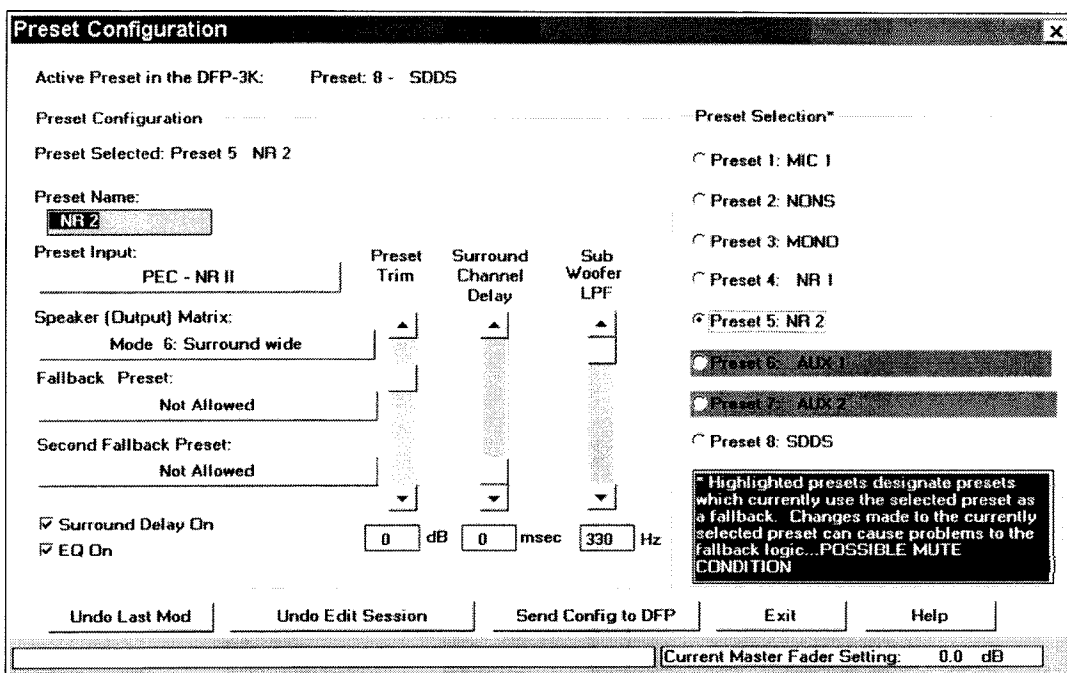 Preset Configuration
Active Preset in the DFP-3K: Preset: 8 - SDDS
Preset Configuration
Preset Selected: Preset 5 NR 2
Preset Name:
NR 2
Preset Input:
PEC - NR II
Speaker (Output) Matrix:
Mode 6: Surround wide
Fallback Preset:
Not Allowed
Second Fallback Preset:
Not Allowed
Surround Delay On
EQ On
Preset
Trim
0 dB
Surround
Channel
Delay
0 msec
Sub
Woofer
LPF
330 Hz
Preset Selection*
Preset 1: MIC 1
Preset 2: NONS
Preset 3: MONO
Preset 4: NR 1
Preset 5: NR 2
Preset 6: AUX 1
Preset 7: AUX 2
Preset 8: SDDS
* Highlighted presets designate presets
which currently use the selected preset as
a fallback. Changes made to the currently
selected preset can cause problems to the
fallback logic...POSSIBLE MUTE
CONDITION
Undo Last Mod
Undo Edit Session
Send Config to DFP
Exit
Help
Current Master Fader Setting: 0.0 dB